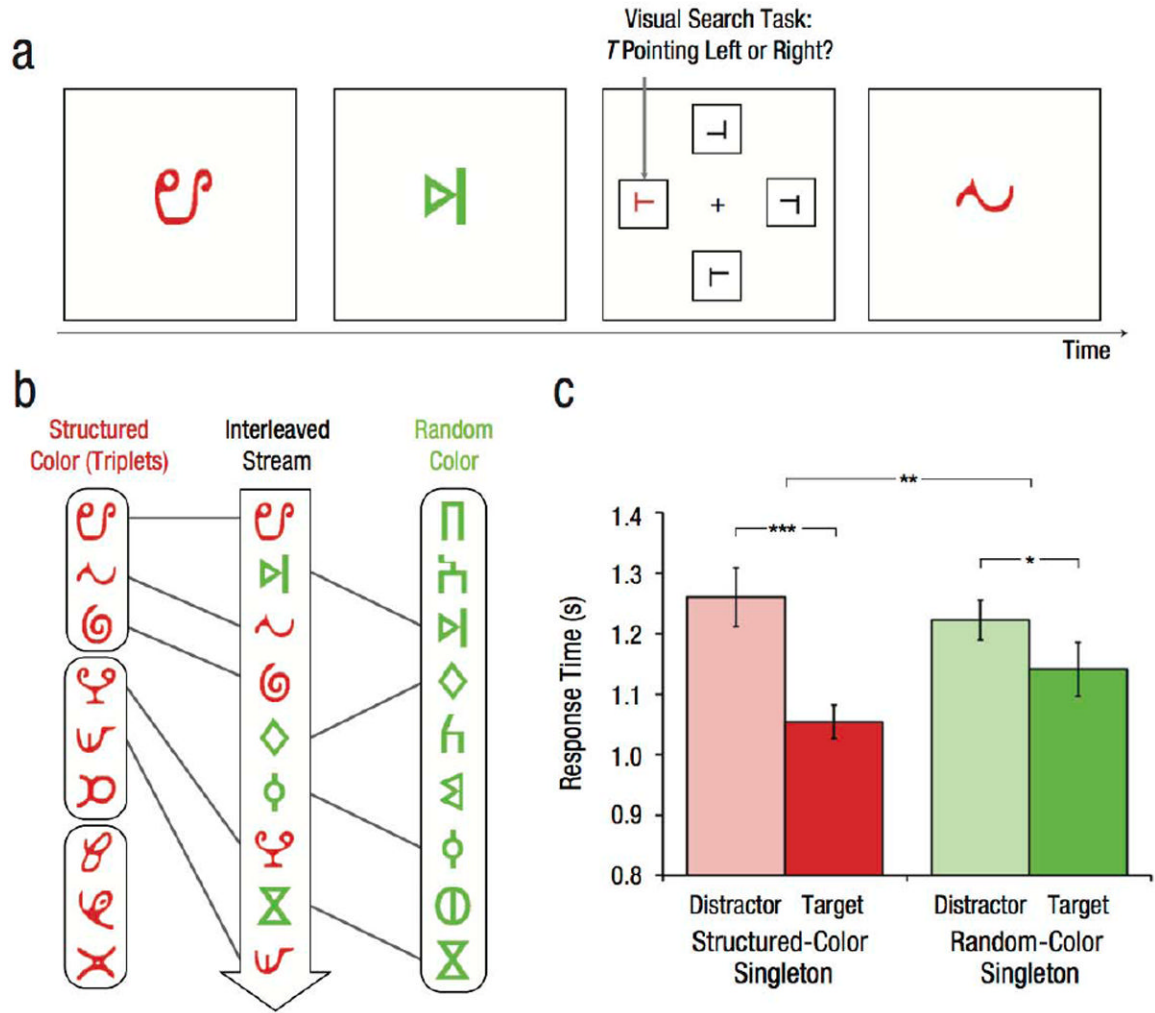 a
Visual Search Task:
T Pointing Left or Right?
T
+
Time
b
Structured
Color (Triplets)
Interleaved
Stream
Random
Color
c
**
***
*
Response Time (s)
1.4
1.3
1.2
1.1
1.0
0.9
0.8
Distractor Target
Structured-Color
Singleton
Distractor Target
Random-Color
Singleton